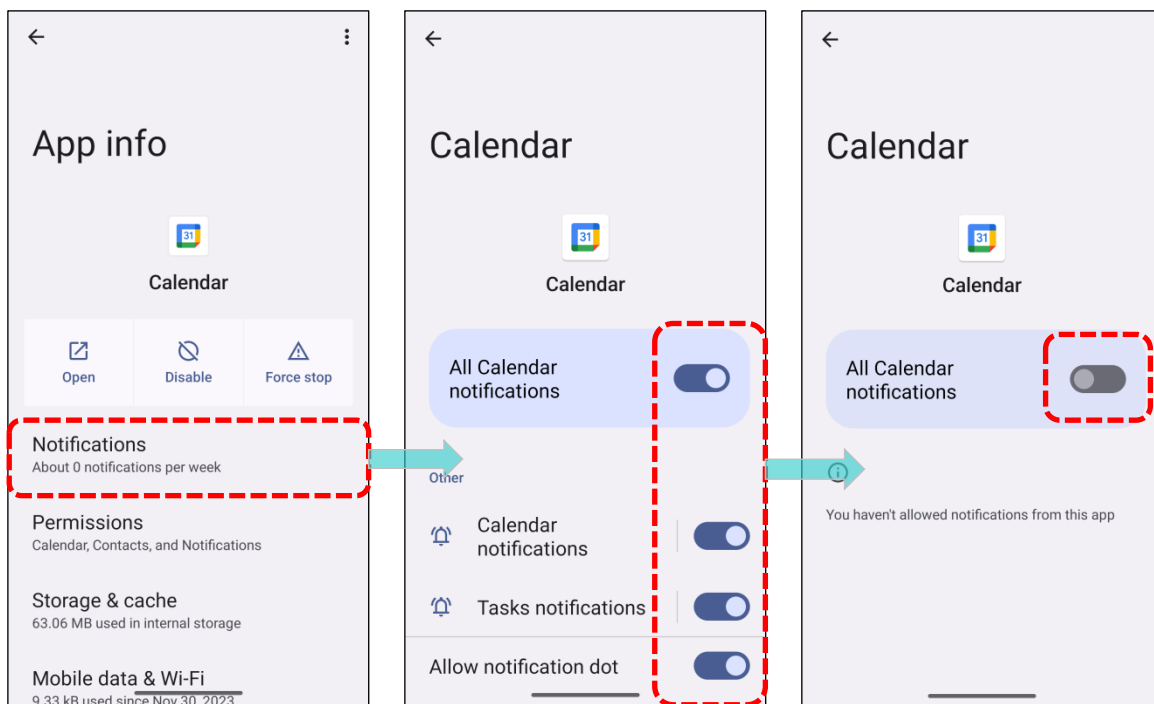 App info
31
Calendar
Open
Disable
Force stop
Notifications
About 0 notifications per week
Permissions
Calendar, Contacts, and Notifications
Storage & cache
63.06 MB used in internal storage
Mobile data & Wi-Fi
9.33 kB used since Nov 30, 2023
Calendar
31
Calendar
All Calendar
notifications
Other
Calendar
notifications
Tasks notifications
Allow notification dot
Calendar
31
Calendar
All Calendar
notifications
You haven't allowed notifications from this app